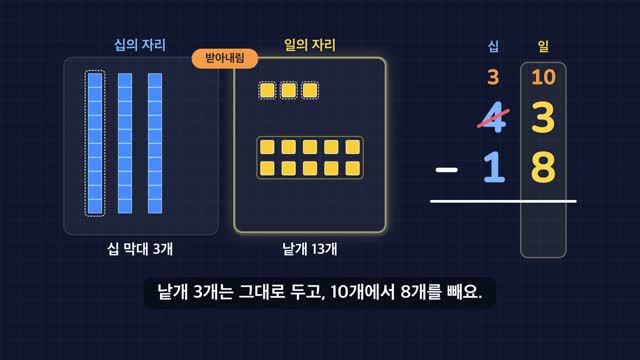 십의 자리
받아내림
일의 자리
십 막대 3개
낱개 13개
십 일
3 10
4 3
- 1 8
낱개 3개는 그대로 두고, 10개에서 8개를 빼요.